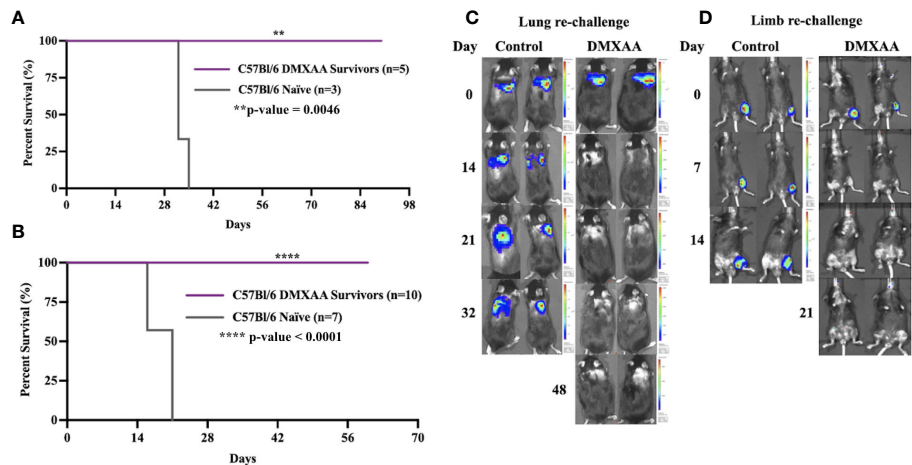 A
**
100
75
50
25
0
Percent Survival (%)
C57Bl/6 DMXAA Survivors (n=5)
C57Bl/6 Naïve (n=3)
**p-value = 0.0046
0 14 28 42 56 70 84 98
Days
B
****
100
75
50
25
0
Percent Survival (%)
C57Bl/6 DMXAA Survivors (n=10)
C57Bl/6 Naïve (n=7)
**** p-value < 0.0001
0 14 28 42 56 70
Days
C
Lung re-challenge
Day Control DMXAA
0
14
21
32
48
D
Limb re-challenge
Day Control DMXAA
0
7
14
21